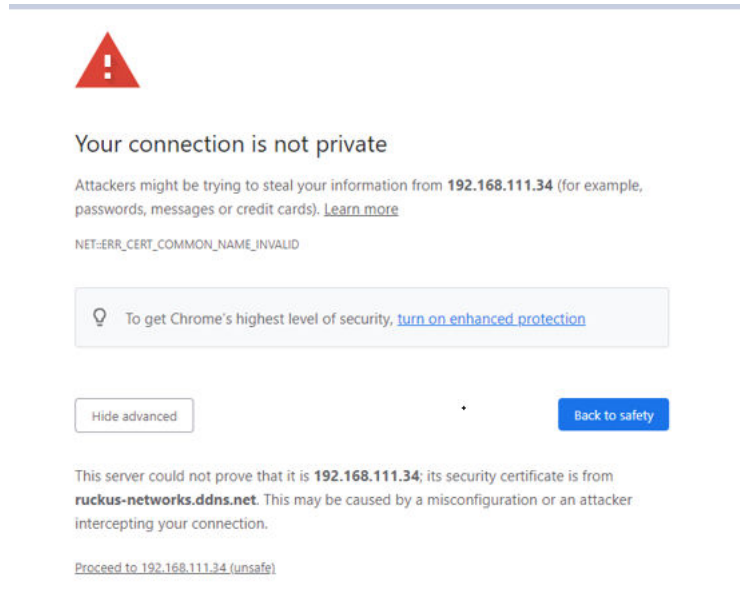 Your connection is not private
Attackers might be trying to steal your information from 192.168.111.34 (for example,
passwords, messages or credit cards). Learn more
NET::ERR_CERT_COMMON_NAME_INVALID
To get Chrome's highest level of security, turn on enhanced protection
Hide advanced
Back to safety
This server could not prove that it is 192.168.111.34; its security certificate is from
ruckus-networks.ddns.net. This may be caused by a misconfiguration or an attacker
intercepting your connection.
Proceed to 192.168.111.34 (unsafe)